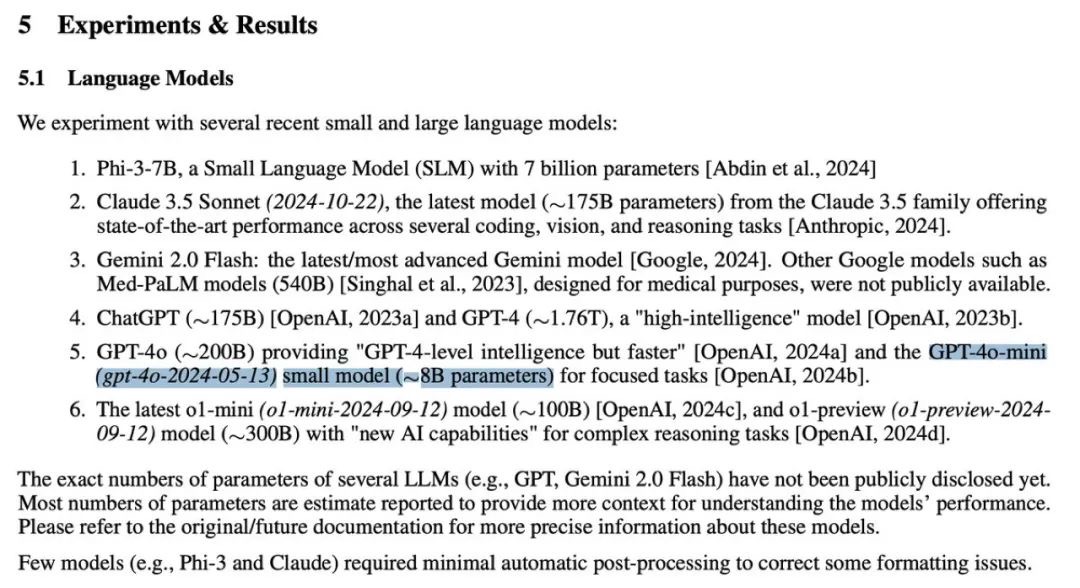 5 Experiments & Results
5.1 Language Models
We experiment with several recent small and large language models:
1. Phi-3-7B, a Small Language Model (SLM) with 7 billion parameters [Abdin et al., 2024]
2. Claude 3.5 Sonnet (2024-10-22), the latest model (~175B parameters) from the Claude 3.5 family offering
state-of-the-art performance across several coding, vision, and reasoning tasks [Anthropic, 2024].
3. Gemini 2.0 Flash: the latest/most advanced Gemini model [Google, 2024]. Other Google models such as
Med-PaLM models (540B) [Singhal et al., 2023], designed for medical purposes, were not publicly available.
4. ChatGPT (~175B) [OpenAI, 2023a] and GPT-4 (~1.76T), a "high-intelligence" model [OpenAI, 2023b].
5. GPT-4o (~200B) providing "GPT-4-level intelligence but faster" [OpenAI, 2024a] and the GPT-4o-mini
(gpt-4o-2024-05-13) small model (~8B parameters) for focused tasks [OpenAI, 2024b].
6. The latest o1-mini (o1-mini-2024-09-12) model (~100B) [OpenAI, 2024c], and o1-preview (o1-preview-2024-
09-12) model (~300B) with "new AI capabilities" for complex reasoning tasks [OpenAI, 2024d].
The exact numbers of parameters of several LLMs (e.g., GPT, Gemini 2.0 Flash) have not been publicly disclosed yet.
Most numbers of parameters are estimate reported to provide more context for understanding the models' performance.
Please refer to the original/future documentation for more precise information about these models.
Few models (e.g., Phi-3 and Claude) required minimal automatic post-processing to correct some formatting issues.